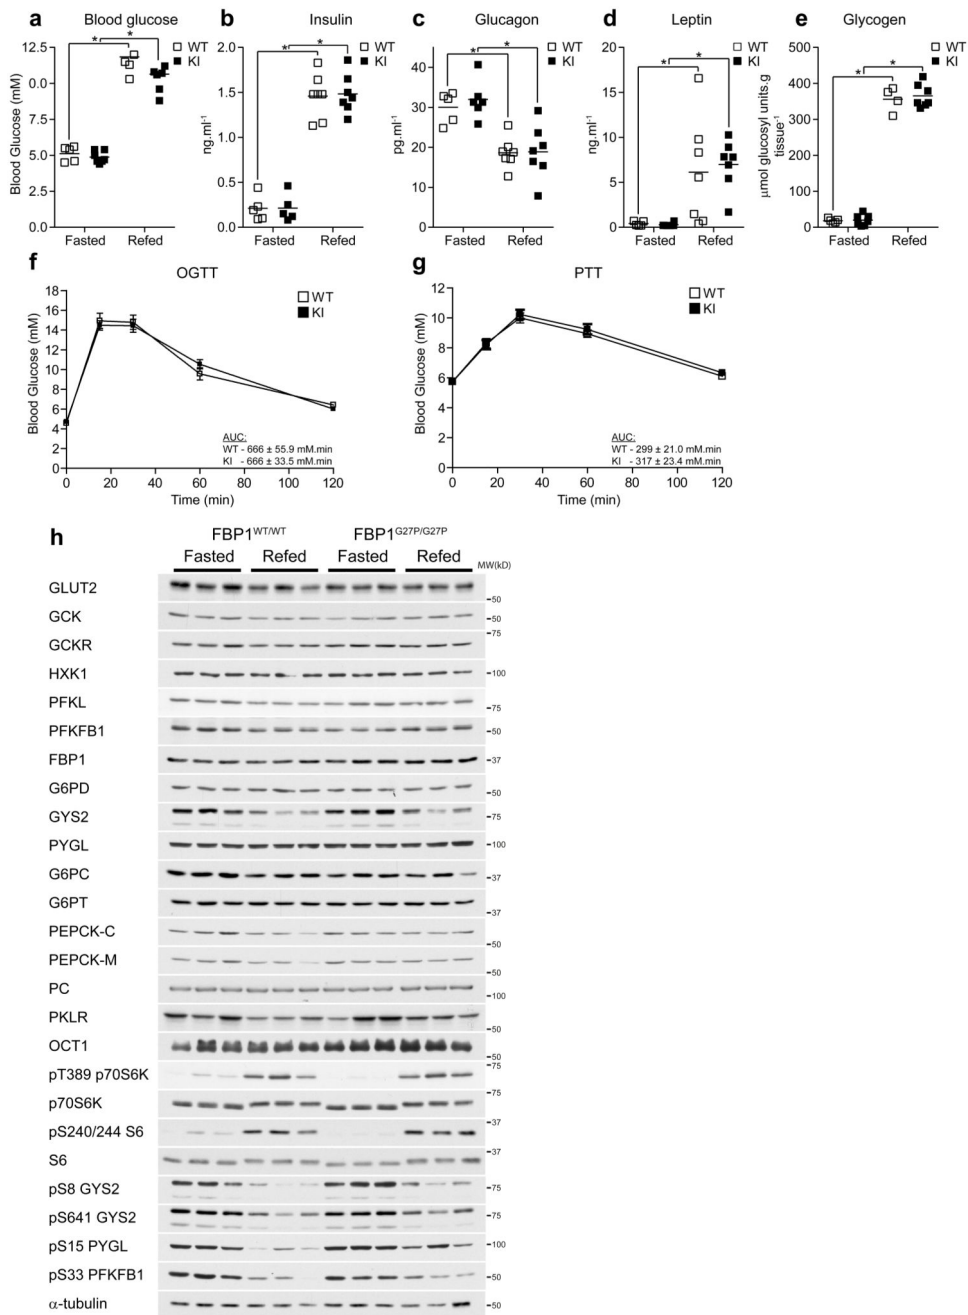 a Blood glucose
WT
KI
* *
Blood Glucose (mM)
12.5
0.0
7.5
5.0
2.5
0.0
Fasted Refed
b Insulin
WT
KI
* *
ng.ml-1
2.0
1.5
1.0
0.5
0.0
Fasted Refed
c Glucagon
WT
KI
* *
pg.ml-1
50
40
30
20
10
0
Fasted Refed
d Leptin
WT
KI
* *
ng.ml-1
20
15
10
5
0
Fasted Refed
e Glycogen
WT
KI
* *
µmol glucosyl units.g
tissue-1
500
400
300
200
100
0
Fasted Refed
f OGTT
WT
KI
Blood Glucose (mM)
18
16
14
12
10
8
6
4
2
0
AUC:
WT - 666 ± 55.9 mM.min
KI - 666 ± 33.5 mM.min
0 20 40 60 80 100 120
Time (min)
g PTT
WT
KI
Blood Glucose (mM)
12
10
8
6
4
2
0
AUC:
WT - 299 ± 21.0 mM.min
KI - 317 ± 23.4 mM.min
0 20 40 60 80 100 120
Time (min)
h FBP1WT/WT FBP1G27P/G27P
Fasted Refed Fasted Refed
MW(kD)
GLUT2 -50
GCK -50
GCKR -75
HXK1 -100
PFKL -75
PFKFB1 -50
FBP1 -37
G6PD -50
GYS2 -75
PYGL -100
G6PC -37
G6PT -37
PEPCK-C -50
PEPCK-M -50
PC -100
PKLR -50
OCT1 -50
pT389 p70S6K -75
p70S6K -75
pS240/244 S6 -37
S6 -37
pS8 GYS2 -75
pS641 GYS2 -75
pS15 PYGL -100
pS33 PFKFB1 -50
α-tubulin -50